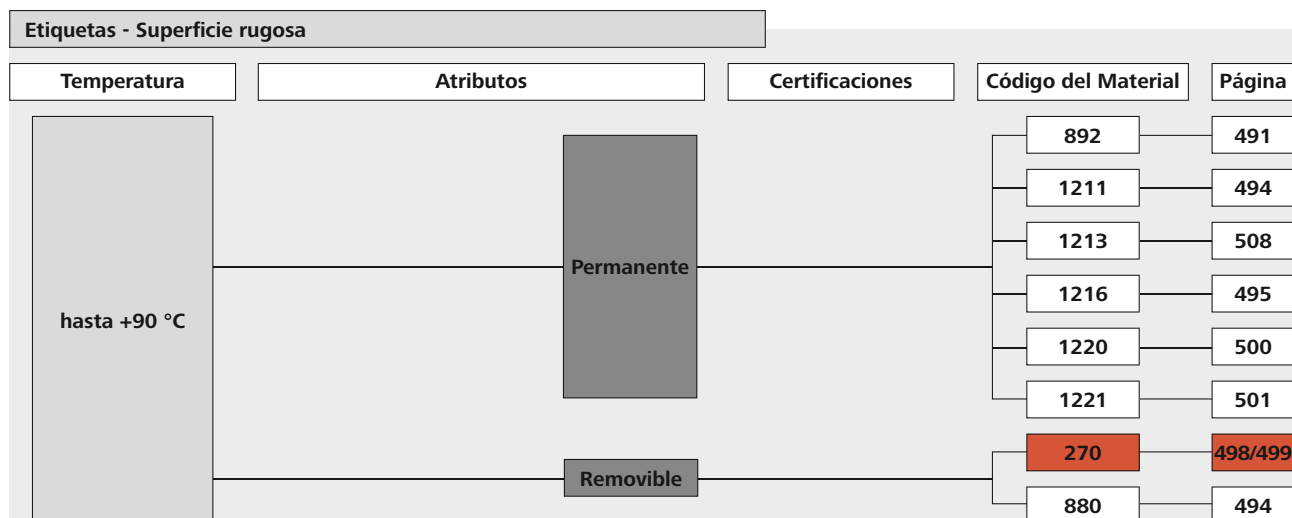 Etiquetas - Superficie rugosa
Temperatura Atributos Certificaciones Código del Material Página
892 491
1211 494
1213 508
Permanente
1216 495
hasta +90 °C
1220 500
1221 501
270 498/499
Removible
880 494